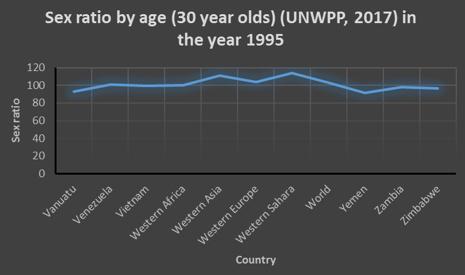 Sex ratio by age (30 year olds) (UNWPP, 2017) in
the year 1995
120
100
80
60
40
20
0
Sex ratio
Vanuatu
Venezuela
Vietnam
Western Africa
Western Asia
Western Europe
Western Sahara
World
Yemen
Zambia
Zimbabwe
Country